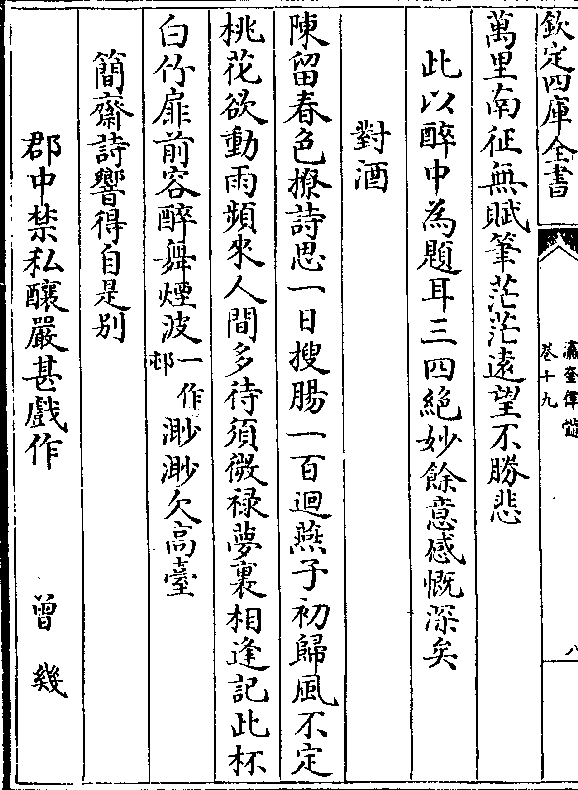 欽定四庫全書
瀛奎律髓
卷十九
八
萬里南征無賦筆茫茫遠望不勝悲
此以醉中為題耳三四絶妙餘意感慨深矣
對酒
陳留春色撩詩思一日搜腸一百迴燕子初歸風不定
桃花欲動雨頻來人間多待須微禄夢裏相逢記此杯
白竹扉前容醉舞煙波一作邨渺渺欠高臺
簡齋詩響得自是别
郡中禁私釀嚴甚戲作 曾幾